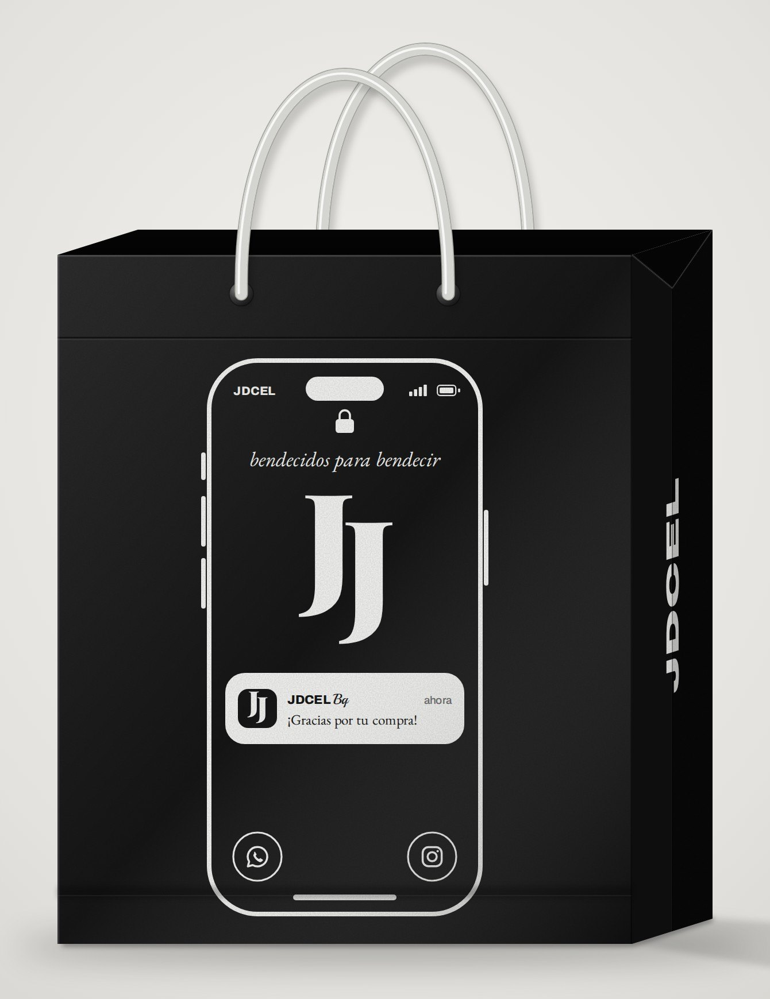 JDCEL
bendecidos para bendecir
JJ
JJ
JDCEL Bq
ahora
¡Gracias por tu compra!
JDCEL